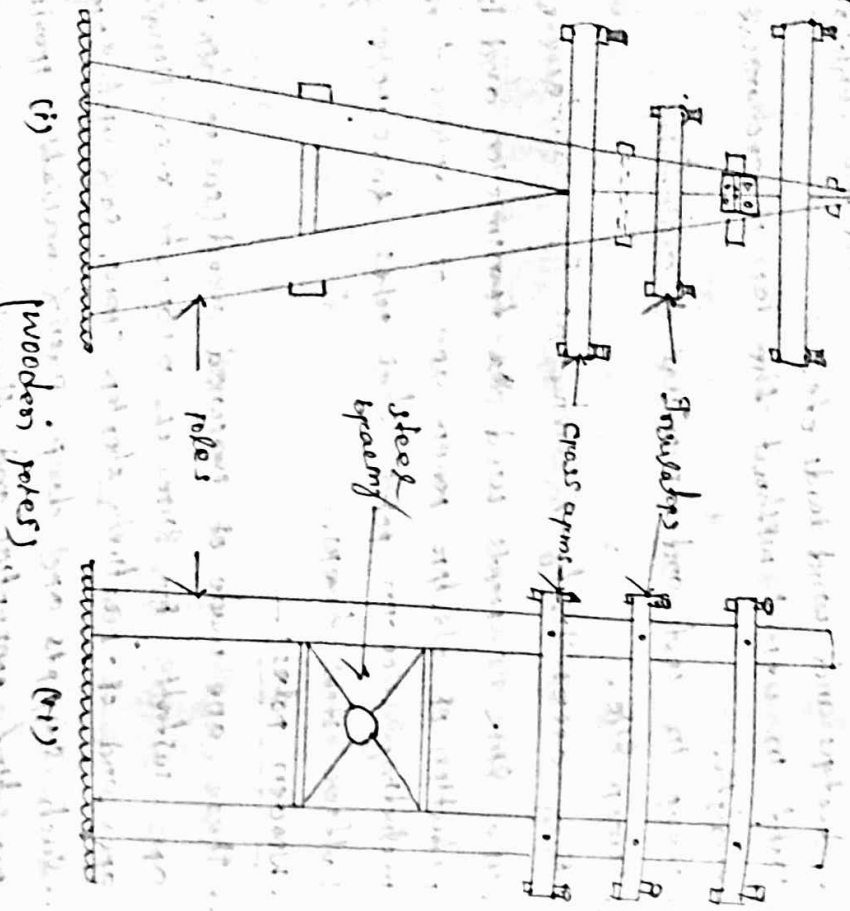 Insulators
cross arms
steel
bracing
poles
(i)
(ii)
(wooden poles)